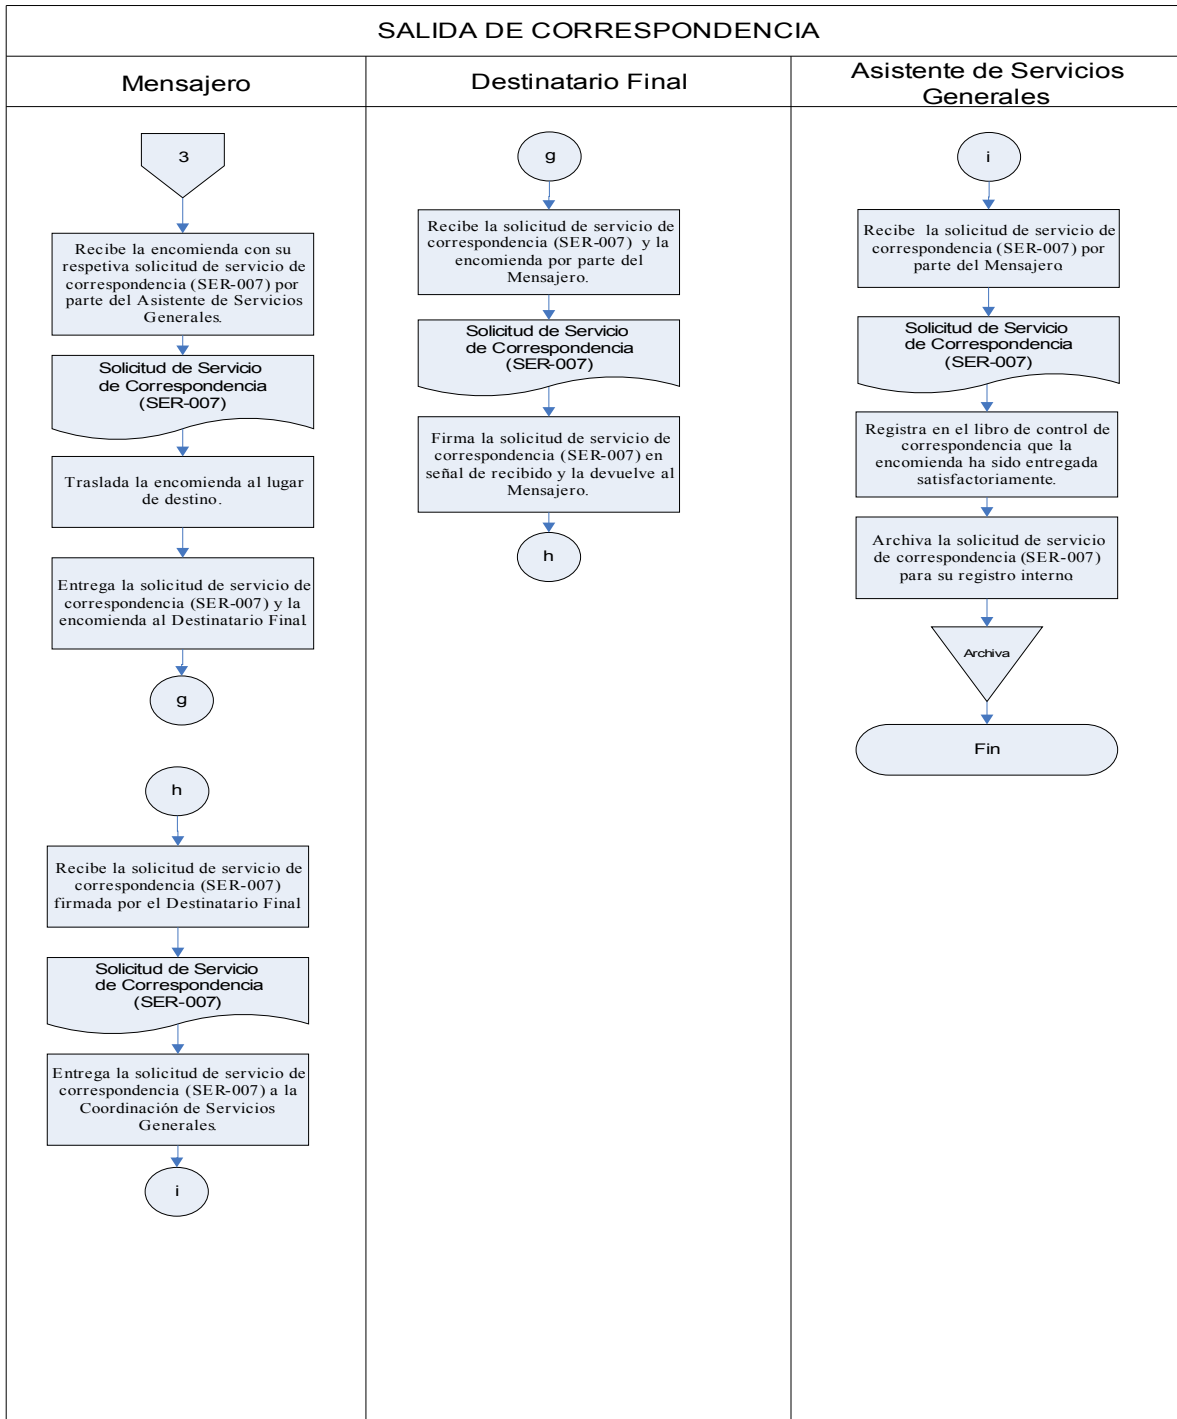 SALIDA DE CORRESPONDENCIA
Mensajero
Destinatario Final
Asistente de Servicios
Generales
3
Recibe la encomienda con su
respetiva solicitud de servicio de
correspondencia (SER-007) por
parte del Asistente de Servicios
Generales.
Solicitud de Servicio
de Correspondencia
(SER-007)
Traslada la encomienda al lugar
de destino.
Entrega la solicitud de servicio de
correspondencia (SER-007) y la
encomienda al Destinatario Final.
g
h
Recibe la solicitud de servicio de
correspondencia (SER-007)
firmada por el Destinatario Final
Solicitud de Servicio
de Correspondencia
(SER-007)
Entrega la solicitud de servicio de
correspondencia (SER-007) a la
Coordinación de Servicios
Generales.
i
g
Recibe la solicitud de servicio de
correspondencia (SER-007) y la
encomienda por parte del
Mensajero.
Solicitud de Servicio
de Correspondencia
(SER-007)
Firma la solicitud de servicio de
correspondencia (SER-007) en
señal de recibido y la devuelve al
Mensajero.
h
i
Recibe la solicitud de servicio de
correspondencia (SER-007) por
parte del Mensajero.
Solicitud de Servicio
de Correspondencia
(SER-007)
Registra en el libro de control de
correspondencia que la
encomienda ha sido entregada
satisfactoriamente.
Archiva la solicitud de servicio
de correspondencia (SER-007)
para su registro interno.
Archiva
Fin